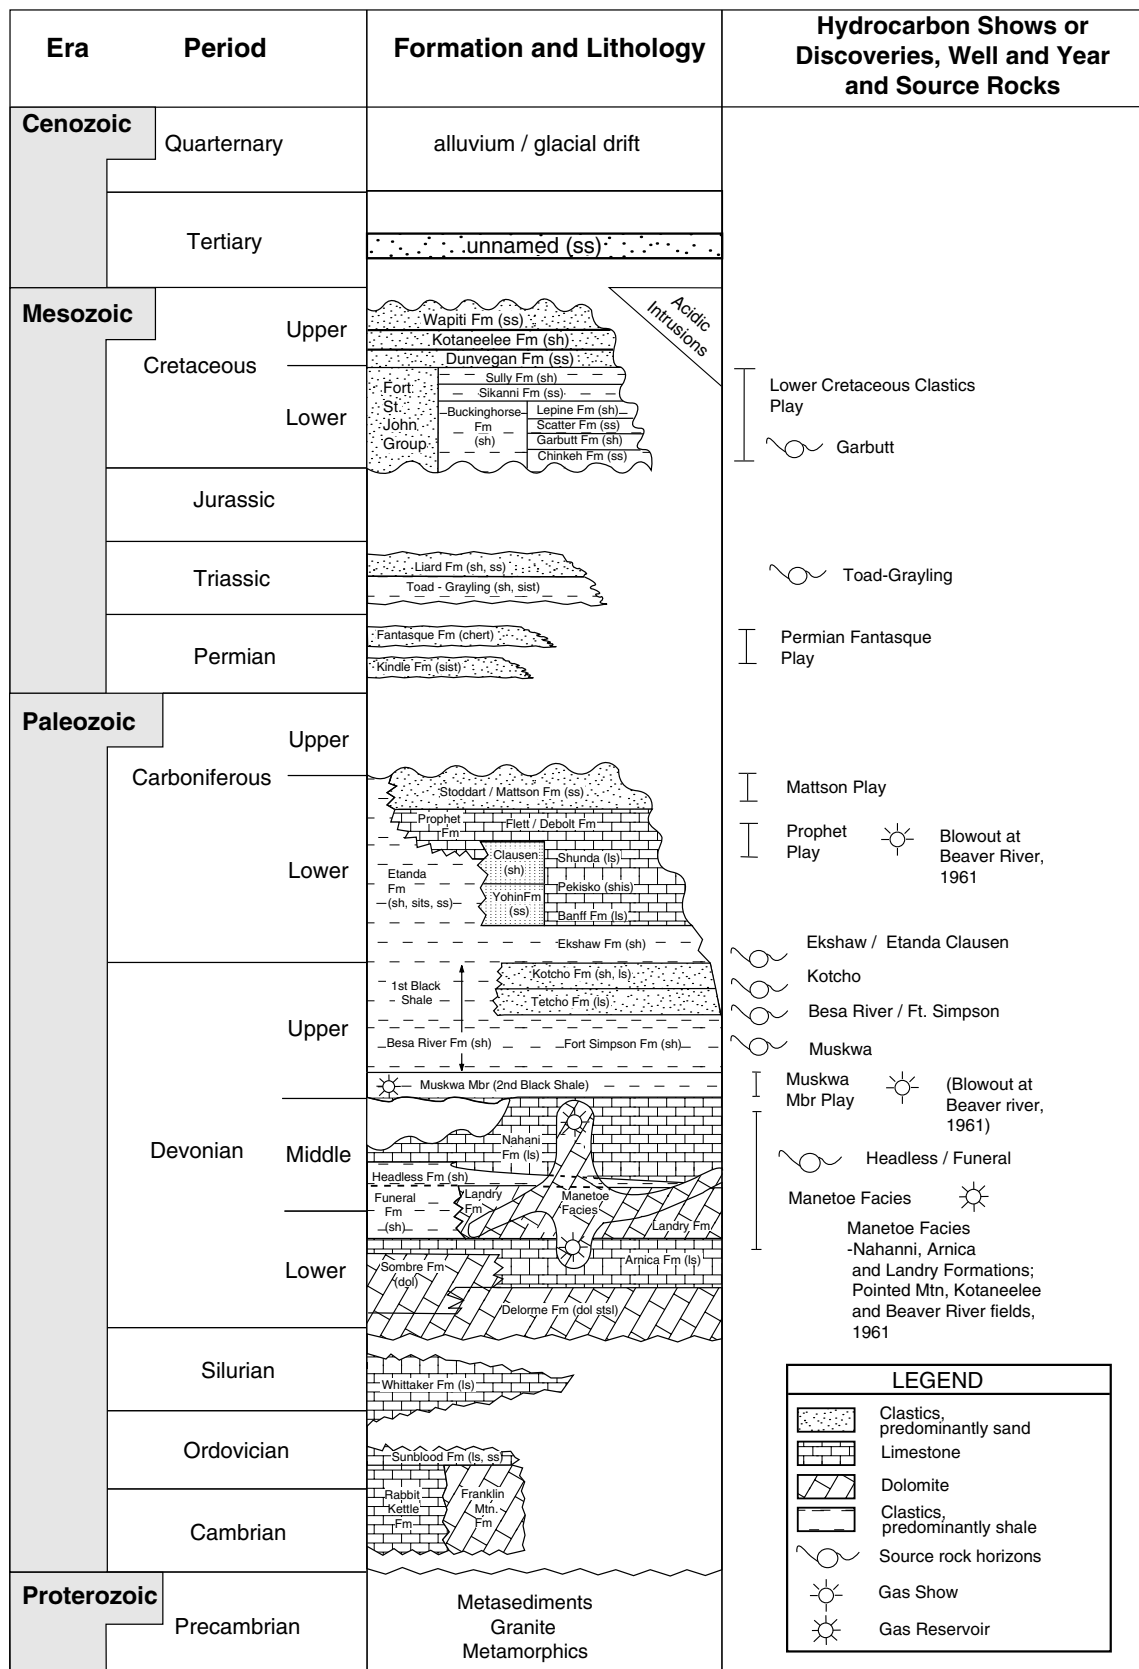 Era
Period
Formation and Lithology
Hydrocarbon Shows or
Discoveries, Well and Year
and Source Rocks
Cenozoic
Quarternary
alluvium / glacial drift
Tertiary
unnamed (ss)
Mesozoic
Cretaceous
Upper
Lower
Wapiti Fm (ss)
Kotaneelee Fm (sh)
Dunvegan Fm (ss)
Acidic
Intrusions
Fort
St.
John
Group
Sully Fm (sh)
Sikanni Fm (ss)
Buckinghorse
Fm
(sh)
Lepine Fm (sh)
Scatter Fm (ss)
Garbutt Fm (sh)
Chinkeh Fm (ss)
Lower Cretaceous Clastics
Play
Garbutt
Jurassic
Triassic
Liard Fm (sh, ss)
Toad - Grayling (sh, sist)
Toad-Grayling
Permian
Fantasque Fm (chert)
Kindle Fm (sist)
Permian Fantasque
Play
Paleozoic
Carboniferous
Upper
Lower
Stoddart / Mattson Fm (ss)
Prophet
Fm
Flett / Debolt Fm
Clausen
(sh)
Shunda (ls)
Etanda
Fm
(sh, sits, ss)
YohinFm
(ss)
Pekisko (shis)
Banff Fm (ls)
Ekshaw Fm (sh)
Mattson Play
Prophet
Play
Blowout at
Beaver River,
1961
Ekshaw / Etanda Clausen
Devonian
Upper
Middle
Lower
1st Black
Shale
Kotcho Fm (sh, ls)
Tetcho Fm (ls)
Besa River Fm (sh)
Fort Simpson Fm (sh)
Muskwa Mbr (2nd Black Shale)
Kotcho
Besa River / Ft. Simpson
Muskwa
Muskwa
Mbr Play
(Blowout at
Beaver river,
1961)
Nahani
Fm (ls)
Headless Fm (sh)
Funeral
Fm
(sh)
Landry
Fm
Manetoe
Facies
Landry Fm
Arnica Fm (ls)
Sombre Fm
(dol)
Delorme Fm (dol stsl)
Headless / Funeral
Manetoe Facies
Manetoe Facies
-Nahanni, Arnica
and Landry Formations;
Pointed Mtn, Kotaneelee
and Beaver River fields,
1961
Silurian
Whittaker Fm (ls)
Ordovician
Sunblood Fm (ls, ss)
Cambrian
Rabbit
Kettle
Fm
Franklin
Mtn.
Fm
Proterozoic
Precambrian
Metasediments
Granite
Metamorphics
LEGEND
Clastics,
predominantly sand
Limestone
Dolomite
Clastics,
predominantly shale
Source rock horizons
Gas Show
Gas Reservoir